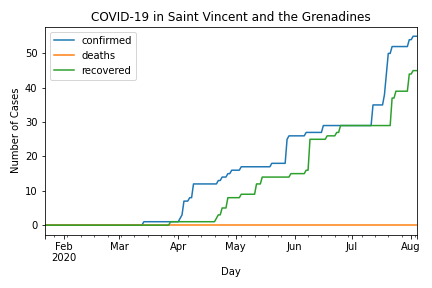 COVID-19 in Saint Vincent and the Grenadines
confirmed
deaths
recovered
Number of Cases
50
40
30
20
10
0
Feb Mar Apr May Jun Jul Aug
2020
Day